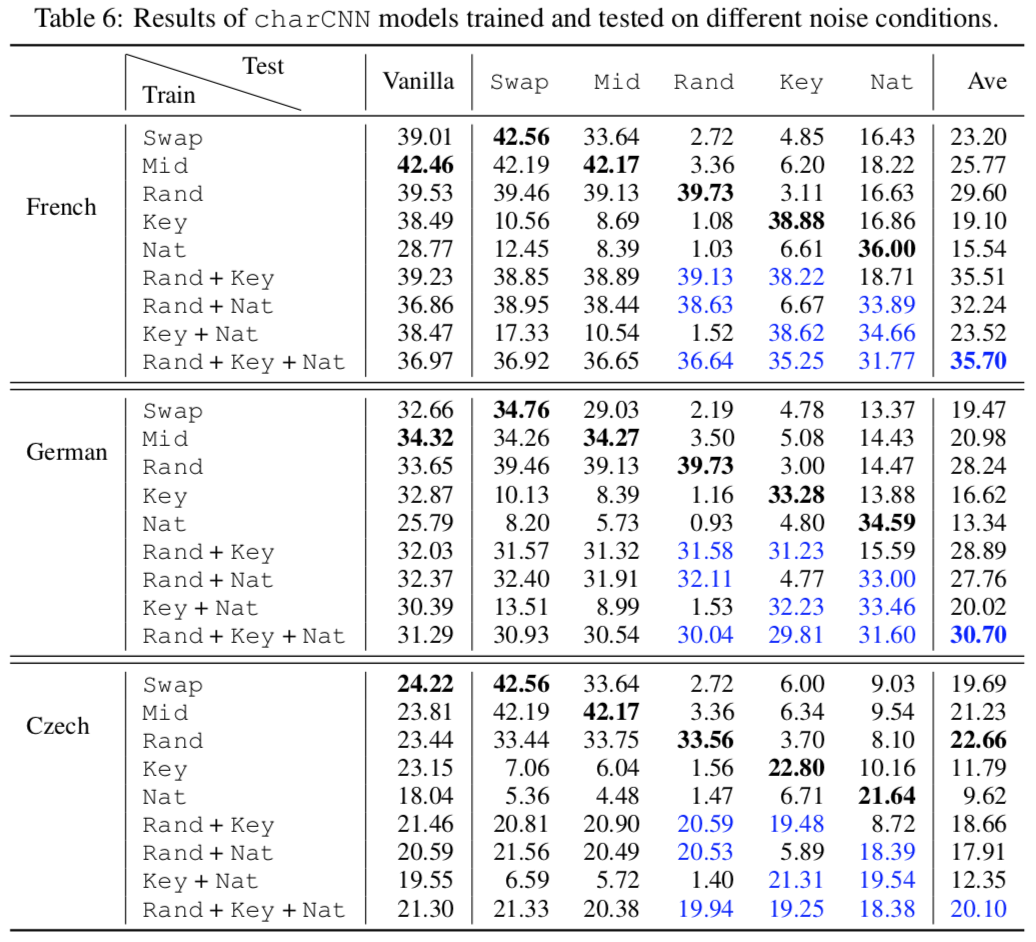 Table 6: Results of charCNN models trained and tested on different noise conditions.
Test
Train Vanilla Swap Mid Rand Key Nat Ave
French
Swap 39.01 42.56 33.64 2.72 4.85 16.43 23.20
Mid 42.46 42.19 42.17 3.36 6.20 18.22 25.77
Rand 39.53 39.46 39.13 39.73 3.11 16.63 29.60
Key 38.49 10.56 8.69 1.08 38.88 16.86 19.10
Nat 28.77 12.45 8.39 1.03 6.61 36.00 15.54
Rand + Key 39.23 38.85 38.89 39.13 38.22 18.71 35.51
Rand + Nat 36.86 38.95 38.44 38.63 6.67 33.89 32.24
Key + Nat 38.47 17.33 10.54 1.52 38.62 34.66 23.52
Rand + Key + Nat 36.97 36.92 36.65 36.64 35.25 31.77 35.70
German
Swap 32.66 34.76 29.03 2.19 4.78 13.37 19.47
Mid 34.32 34.26 34.27 3.50 5.08 14.43 20.98
Rand 33.65 39.46 39.13 39.73 3.00 14.47 28.24
Key 32.87 10.13 8.39 1.16 33.28 13.88 16.62
Nat 25.79 8.20 5.73 0.93 4.80 34.59 13.34
Rand + Key 32.03 31.57 31.32 31.58 31.23 15.59 28.89
Rand + Nat 32.37 32.40 31.91 32.11 4.77 33.00 27.76
Key + Nat 30.39 13.51 8.99 1.53 32.23 33.46 20.02
Rand + Key + Nat 31.29 30.93 30.54 30.04 29.81 31.60 30.70
Czech
Swap 24.22 42.56 33.64 2.72 6.00 9.03 19.69
Mid 23.81 42.19 42.17 3.36 6.34 9.54 21.23
Rand 23.44 33.44 33.75 33.56 3.70 8.10 22.66
Key 23.15 7.06 6.04 1.56 22.80 10.16 11.79
Nat 18.04 5.36 4.48 1.47 6.71 21.64 9.62
Rand + Key 21.46 20.81 20.90 20.59 19.48 8.72 18.66
Rand + Nat 20.59 21.56 20.49 20.53 5.89 18.39 17.91
Key + Nat 19.55 6.59 5.72 1.40 21.31 19.54 12.35
Rand + Key + Nat 21.30 21.33 20.38 19.94 19.25 18.38 20.10